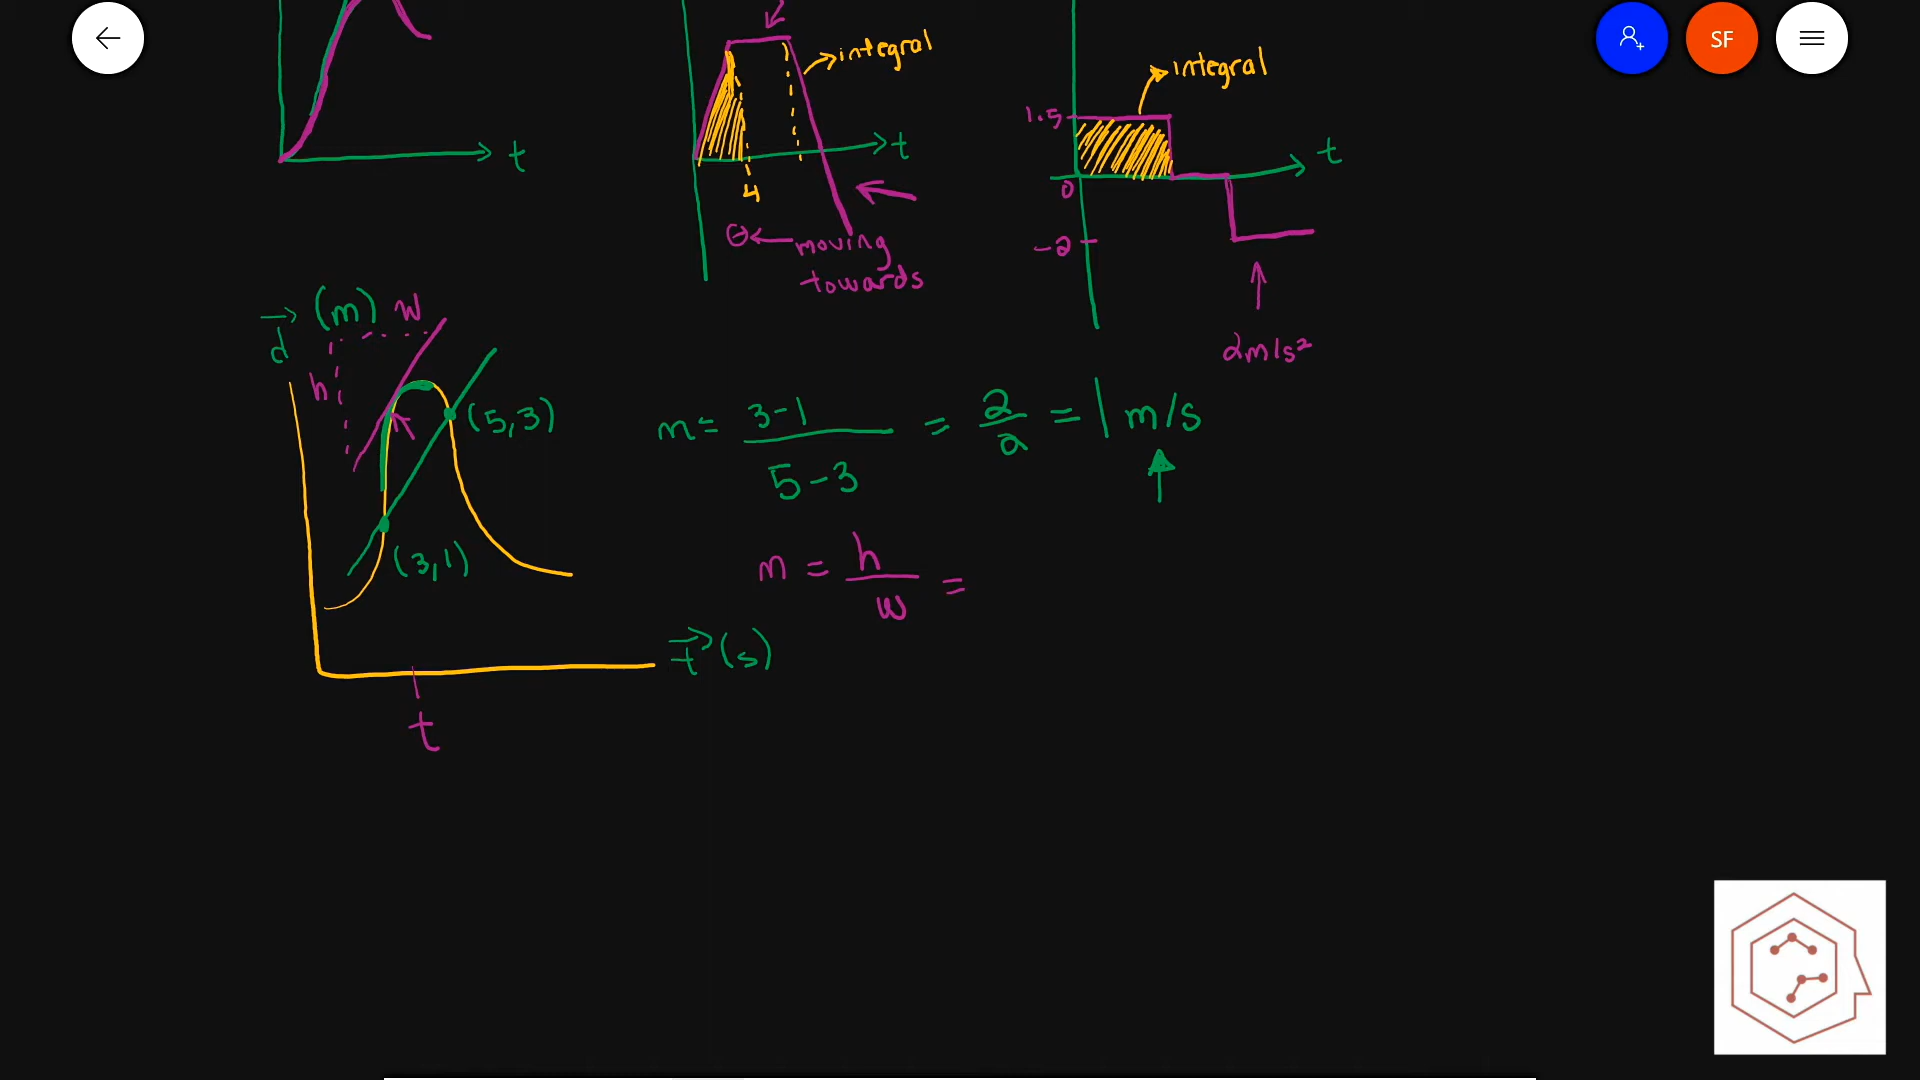 SF
integral
integral
1.5
t
t
t
4
0
-2
⊖ ← moving
towards
2m/s²
d (m)
w
h
(5,3)
m = 3-1 / 5-3 = 2/2 = 1 m/s
(3,1)
m = h/w =
t (s)
t